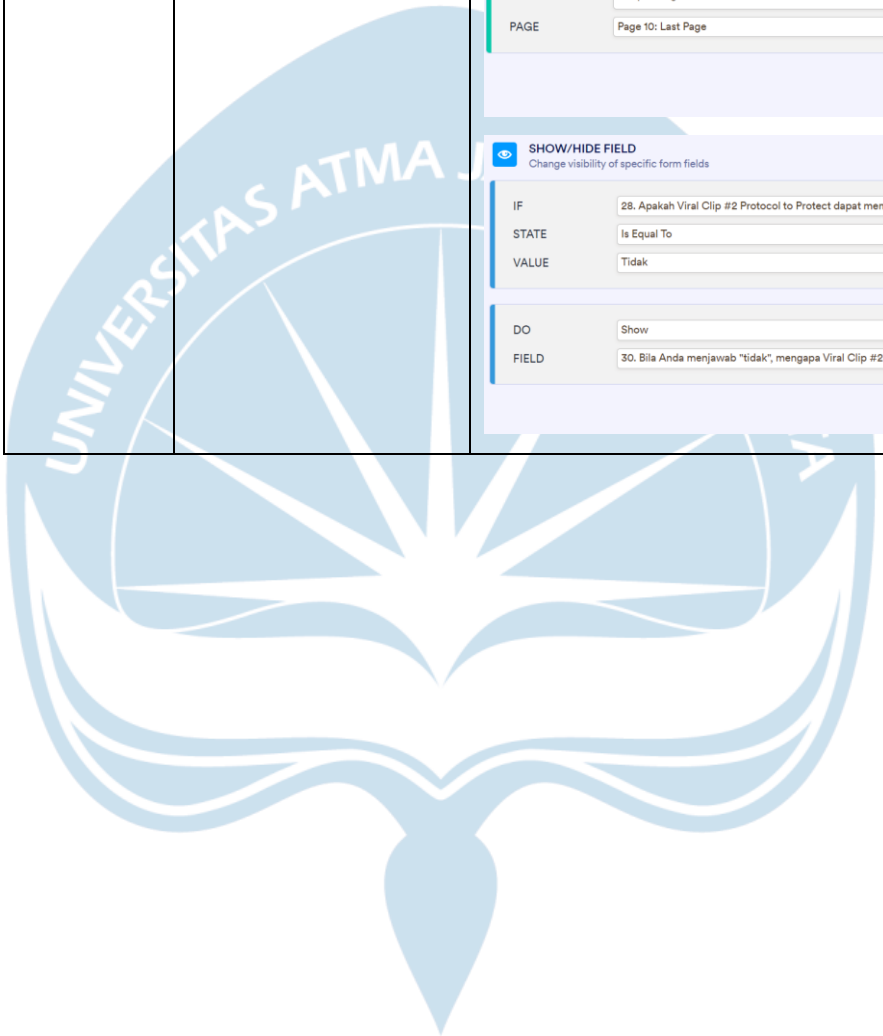 PAGE Page 10: Last Page
SHOW/HIDE FIELD
Change visibility of specific form fields
IF 28. Apakah Viral Clip #2 Protocol to Protect dapat
STATE Is Equal To
VALUE Tidak
DO Show
FIELD 30. Bila Anda menjawab "tidak", mengapa Viral Clip #2
UNIVERSITAS ATMA